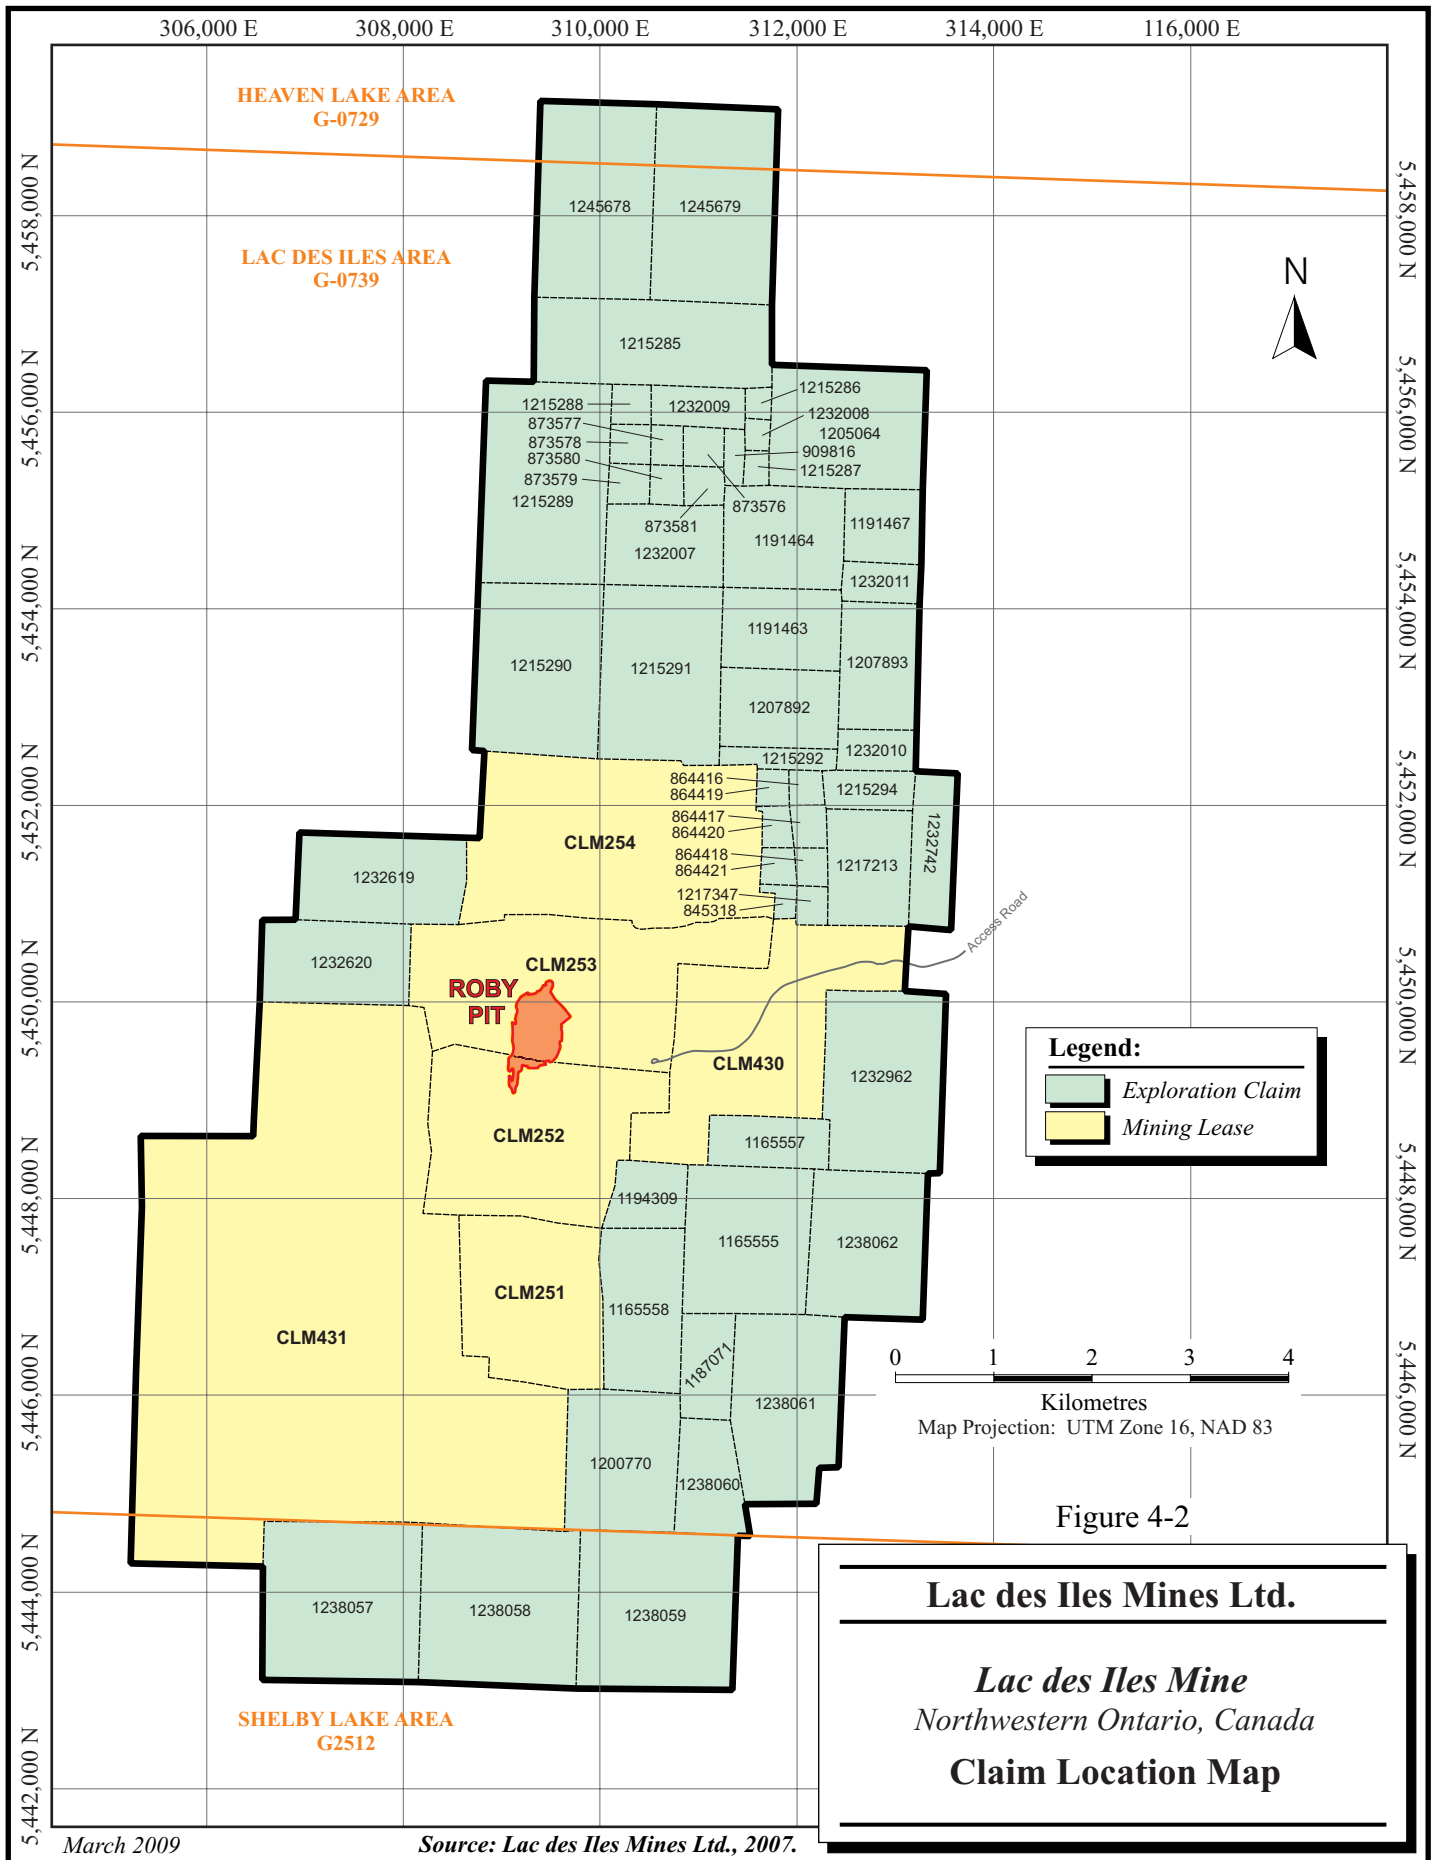 306,000 E
308,000 E
310,000 E
312,000 E
314,000 E
116,000 E
HEAVEN LAKE AREA
G-0729
5,458,000 N
5,458,000 N
1245678
1245679
LAC DES ILES AREA
G-0739
N
1215285
5,456,000 N
5,456,000 N
1215286
1215288
1232009
1232008
873577
1205064
873578
909816
873580
1215287
873579
1215289
873576
873581
1191467
1191464
1232007
1232011
5,454,000 N
5,454,000 N
1191463
1207893
1215290
1215291
1207892
1232010
1215292
864416
864419
1215294
5,452,000 N
5,452,000 N
864417
864420
1232742
CLM254
864418
864421
1217213
1232619
1217347
845318
Access Road
1232620
CLM253
ROBY
PIT
5,450,000 N
5,450,000 N
Legend:
Exploration Claim
Mining Lease
CLM430
1232962
CLM252
1165557
5,448,000 N
5,448,000 N
1194309
1165555
1238062
CLM251
1165558
CLM431
1187071
0
1
2
3
4
Kilometres
Map Projection: UTM Zone 16, NAD 83
5,446,000 N
5,446,000 N
1238061
1200770
1238060
Figure 4-2
5,444,000 N
1238057
1238058
1238059
Lac des Iles Mines Ltd.
Lac des Iles Mine
Northwestern Ontario, Canada
Claim Location Map
SHELBY LAKE AREA
G2512
5,442,000 N
March 2009
Source: Lac des Iles Mines Ltd., 2007.